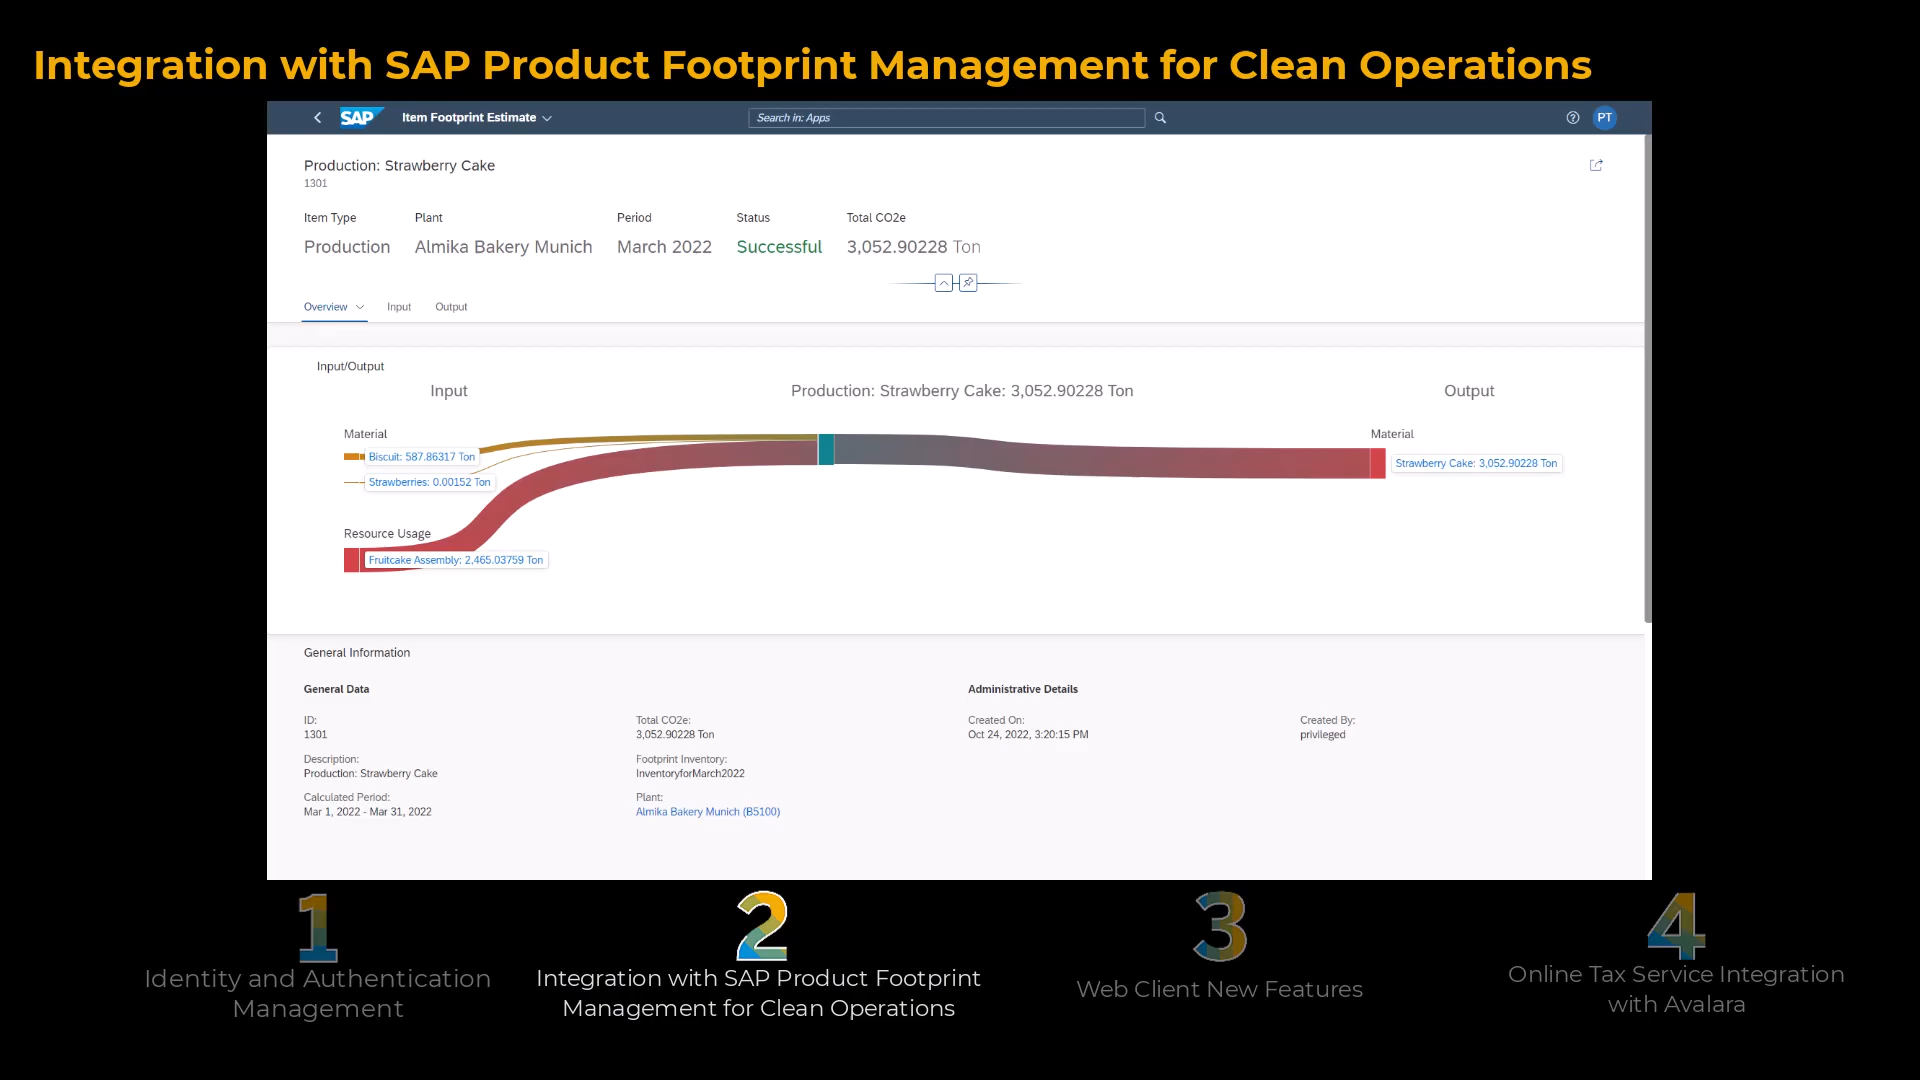 Integration with SAP Product Footprint Management for Clean Operations
SAP Item Footprint Estimate Search in: Apps PT
Production: Strawberry Cake
1301
Item Type Plant Period Status Total CO2e
Production Almika Bakery Munich March 2022 Successful 3,052.90228 Ton
Overview Input Output
Input/Output
Input Production: Strawberry Cake: 3,052.90228 Ton Output
Material Material
Biscuit: 587.86317 Ton
Strawberry Cake: 3,052.90228 Ton
Strawberries: 0.00152 Ton
Resource Usage
Fruitcake Assembly: 2,465.03759 Ton
General Information
General Data Administrative Details
ID: Total CO2e: Created On: Created By:
1301 3,052.90228 Ton Oct 24, 2022, 3:20:15 PM privileged
Description: Footprint Inventory:
Production: Strawberry Cake InventoryforMarch2022
Calculated Period: Plant:
Mar 1, 2022 - Mar 31, 2022 Almika Bakery Munich (B5100)
1
Identity and Authentication
Management
2
Integration with SAP Product Footprint
Management for Clean Operations
3
Web Client New Features
4
Online Tax Service Integration
with Avalara